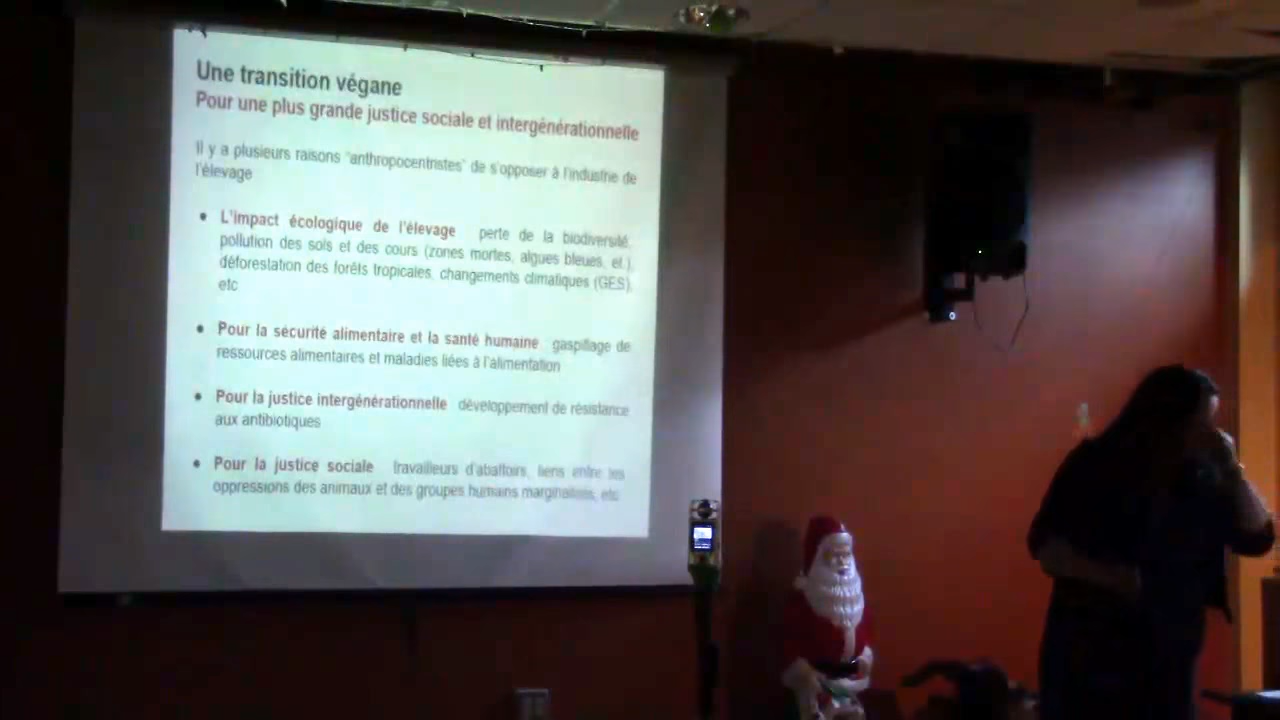 Une transition végane
Pour une plus grande justice sociale et intergénérationnelle
Il y a plusieurs raisons "anthropocentristes" de s'opposer à l'industrie de
l'élevage
• L'impact écologique de l'élevage perte de la biodiversité,
pollution des sols et des cours (zones mortes, algues bleues, et.),
déforestation des forêts tropicales, changements climatiques (GES),
etc
• Pour la sécurité alimentaire et la santé humaine gaspillage de
ressources alimentaires et maladies liées à l'alimentation
• Pour la justice intergénérationnelle développement de résistance
aux antibiotiques
• Pour la justice sociale travailleurs d'abattoirs, liens entre les
oppressions des animaux et des groupes humains marginalisés, etc